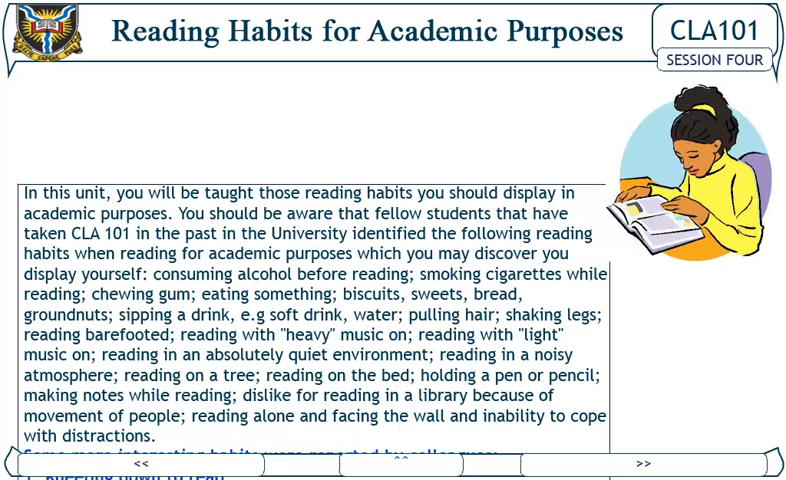 Reading Habits for Academic Purposes
CLA101
SESSION FOUR
In this unit, you will be taught those reading habits you should display in
academic purposes. You should be aware that fellow students that have
taken CLA 101 in the past in the University identified the following reading
habits when reading for academic purposes which you may discover you
display yourself: consuming alcohol before reading; smoking cigarettes while
reading; chewing gum; eating something; biscuits, sweets, bread,
groundnuts; sipping a drink, e.g soft drink, water; pulling hair; shaking legs;
reading barefooted; reading with "heavy" music on; reading with "light"
music on; reading in an absolutely quiet environment; reading in a noisy
atmosphere; reading on a tree; reading on the bed; holding a pen or pencil;
making notes while reading; dislike for reading in a library because of
movement of people; reading alone and facing the wall and inability to cope
with distractions.
Some more interesting habits were reported by
<< ^^ >>